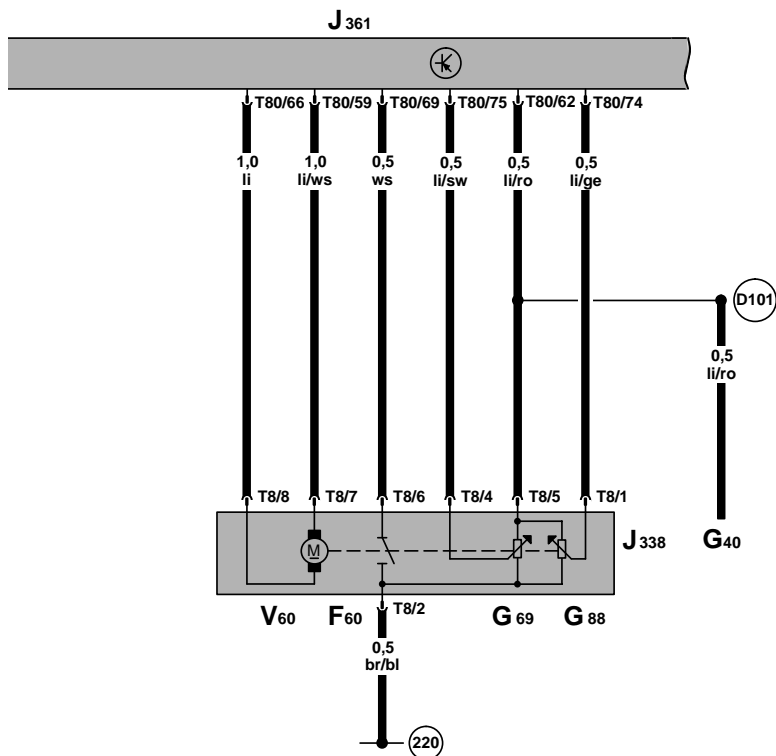 J361
T80/66 T80/59 T80/69 T80/75 T80/62 T80/74
1,0 1,0 0,5 0,5 0,5 0,5
li li/ws ws li/sw li/ro li/ge
D101
0,5
li/ro
T8/8 T8/7 T8/6 T8/4 T8/5 T8/1
M
J338 G40
V60 F60 T8/2 G69 G88
0,5
br/bl
220